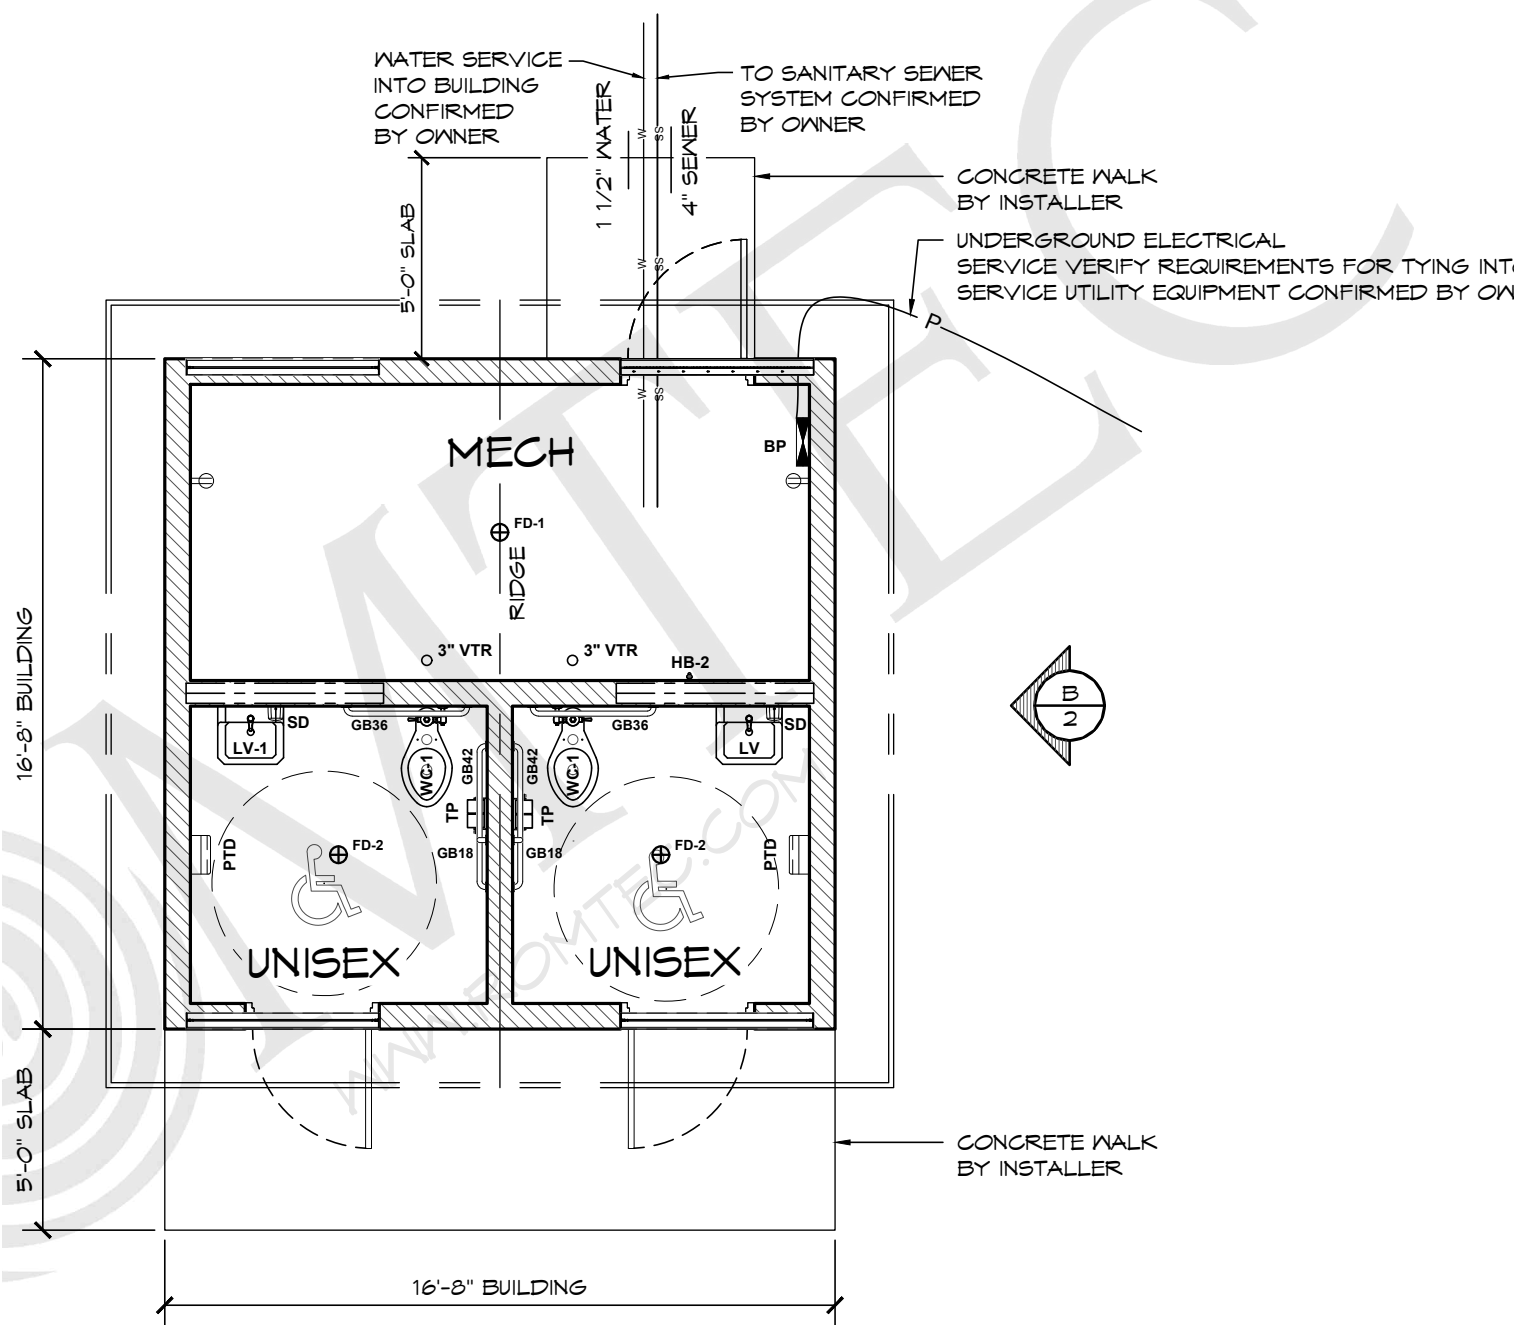 WATER SERVICE
INTO BUILDING
CONFIRMED
BY OWNER
1 1/2" WATER
4" SEWER
TO SANITARY SEWER
SYSTEM CONFIRMED
BY OWNER
CONCRETE WALK
BY INSTALLER
UNDERGROUND ELECTRICAL
SERVICE VERIFY REQUIREMENTS FOR TYING INTO
SERVICE UTILITY EQUIPMENT CONFIRMED BY OW
5'-0" SLAB
W
SS
W
SS
W
SS
P
MECH
BP
FD-1
RIDGE
3" VTR
3" VTR
HB-2
16'-8" BUILDING
SD
GB36
GB36
SD
LV-1
WC-1
GB42
GB42
WC-1
LV
TP
TP
PTD
FD-2
GB18
GB18
FD-2
PTD
UNISEX
UNISEX
B
2
5'-0" SLAB
CONCRETE WALK
BY INSTALLER
16'-8" BUILDING
OMTEC
WWW.ROMTEC.COM